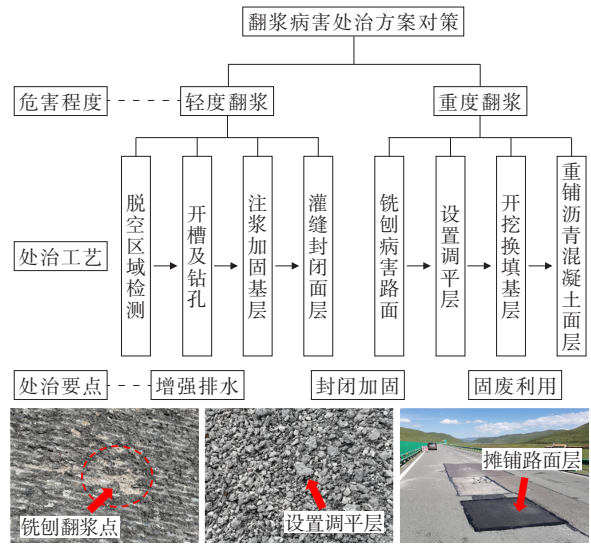 翻浆病害处治方案对策
危害程度
轻度翻浆
重度翻浆
处治工艺
脱空区域检测
开槽及钻孔
注浆加固基层
灌缝封闭面层
铣刨病害路面
设置调平层
开挖换填基层
重铺沥青混凝土面层
处治要点
增强排水
封闭加固
固废利用
铣刨翻浆点
设置调平层
摊铺路面层